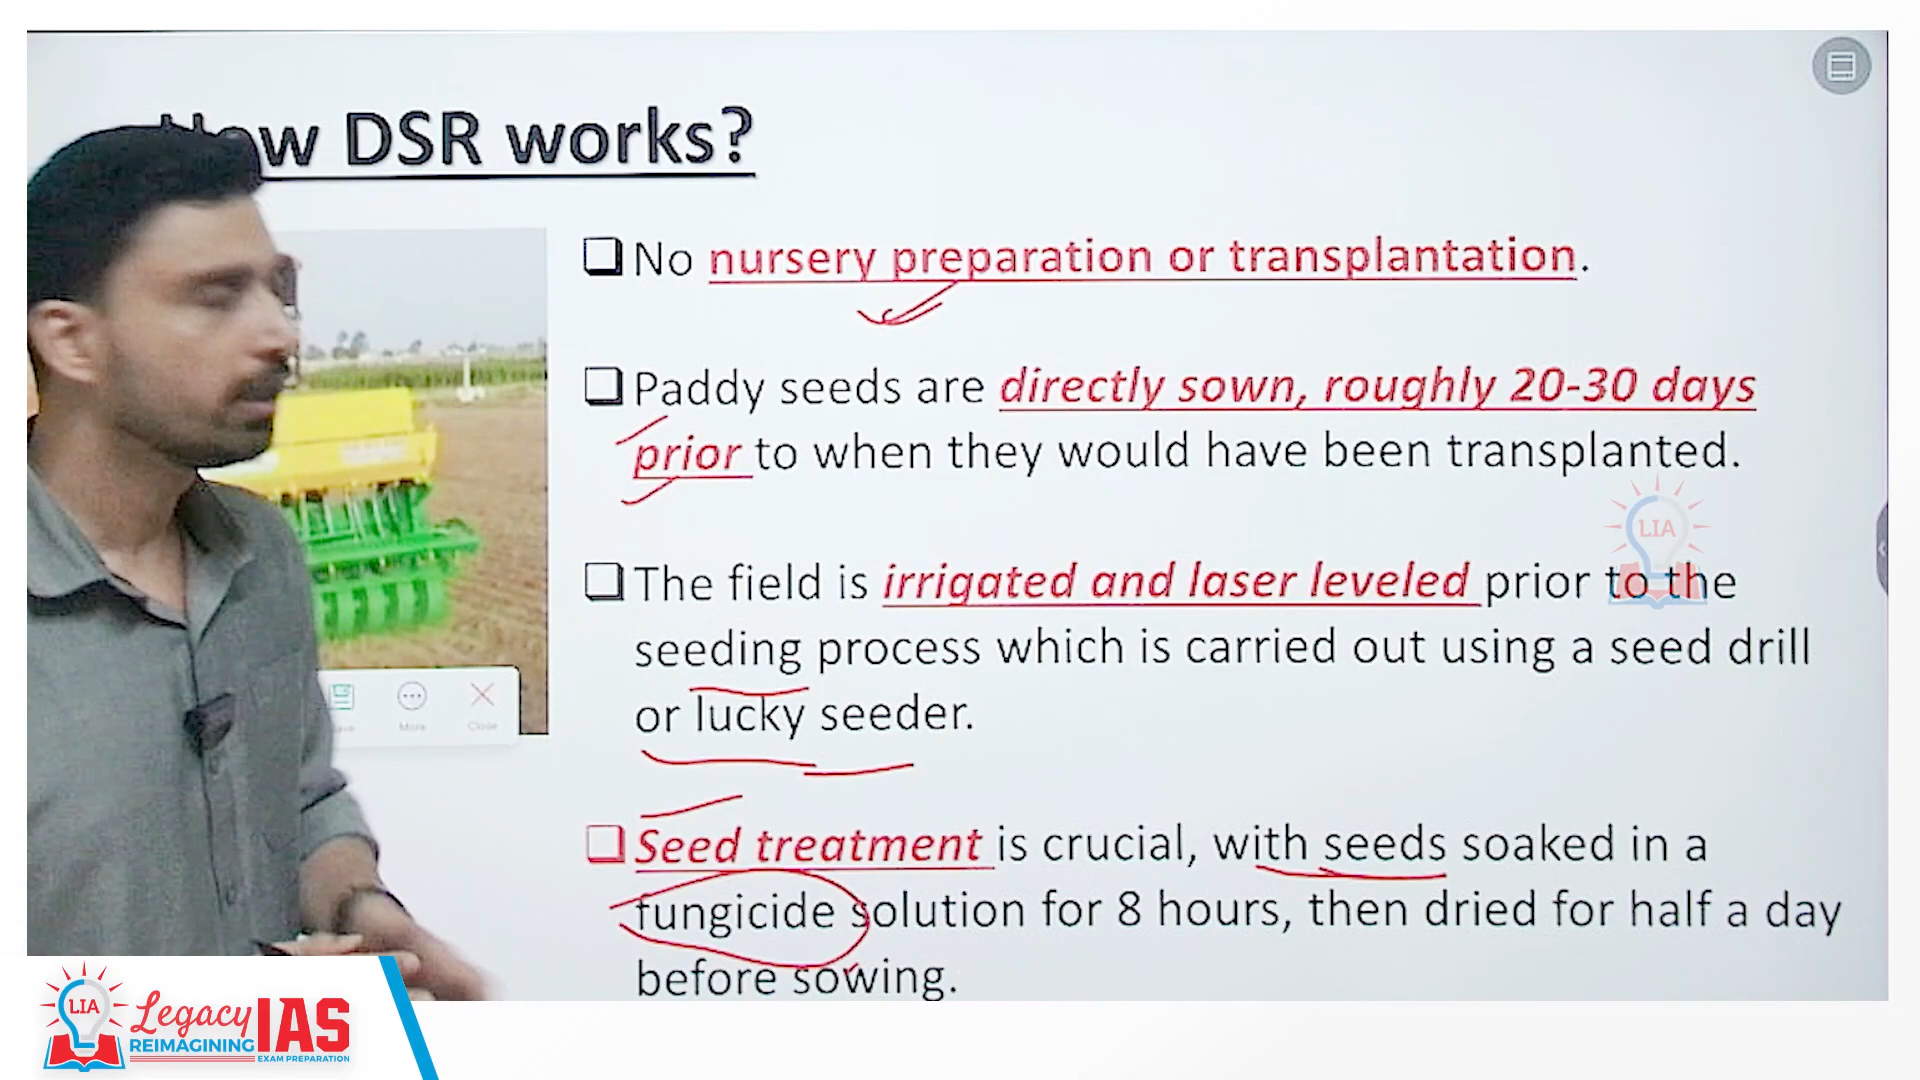 How DSR works?
No nursery preparation or transplantation.
Paddy seeds are directly sown, roughly 20-30 days
prior to when they would have been transplanted.
The field is irrigated and laser leveled prior to the
seeding process which is carried out using a seed drill
or lucky seeder.
Seed treatment is crucial, with seeds soaked in a
fungicide solution for 8 hours, then dried for half a day
before sowing.
More
Close
LIA
LIA
Legacy IAS
REIMAGINING
EXAM PREPARATION